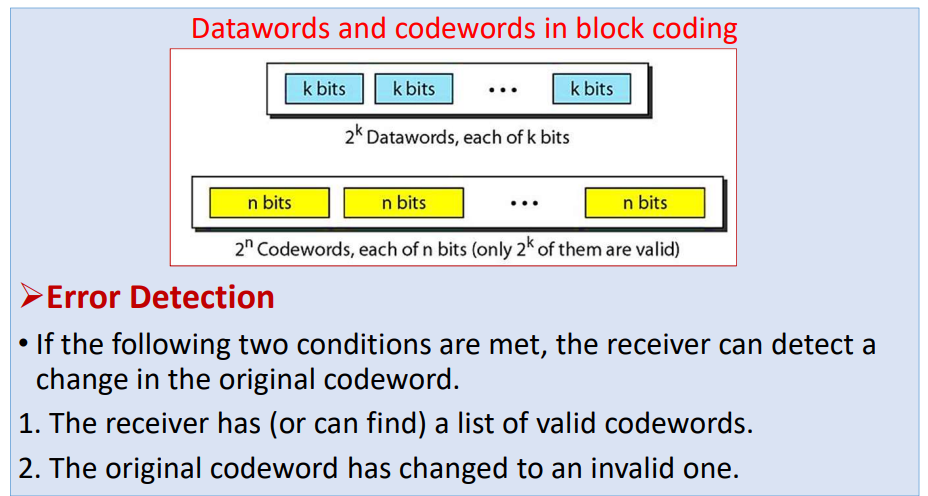 Datawords and codewords in block coding
k bits k bits ••• k bits
2^k Datawords, each of k bits
n bits n bits ••• n bits
2^n Codewords, each of n bits (only 2^k of them are valid)
➢Error Detection
• If the following two conditions are met, the receiver can detect a
change in the original codeword.
1. The receiver has (or can find) a list of valid codewords.
2. The original codeword has changed to an invalid one.